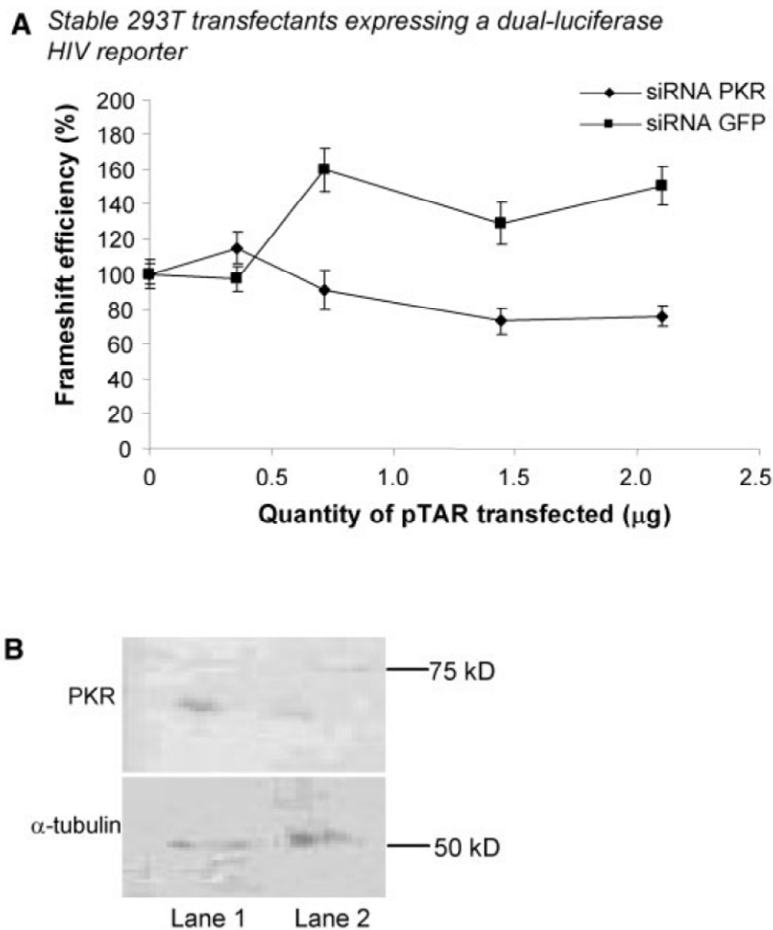 A Stable 293T transfectants expressing a dual-luciferase
HIV reporter
siRNA PKR
siRNA GFP
Frameshift efficiency (%)
200
180
160
140
120
100
80
60
40
20
0
0 0.5 1.0 1.5 2.0 2.5
Quantity of pTAR transfected (µg)
B
75 kD
PKR
α-tubulin
50 kD
Lane 1 Lane 2